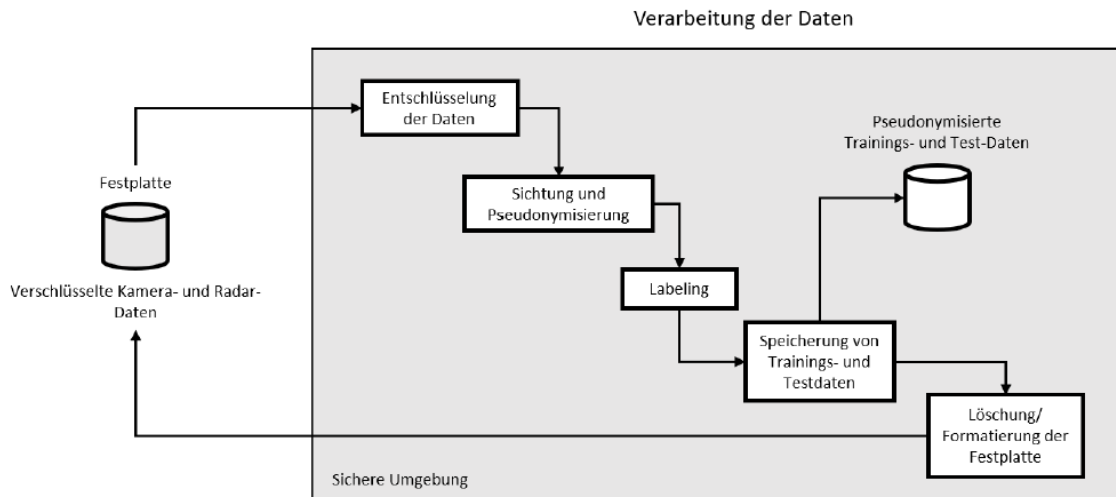 Verarbeitung der Daten
Entschlüsselung
der Daten
Pseudonymisierte
Trainings- und Test-Daten
Festplatte
Sichtung und
Pseudonymisierung
Verschlüsselte Kamera- und Radar-
Daten
Labeling
Speicherung von
Trainings- und
Testdaten
Löschung/
Formatierung der
Festplatte
Sichere Umgebung